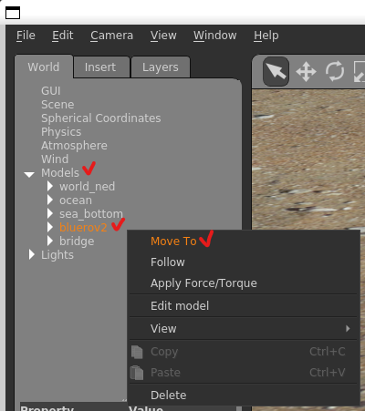 File Edit Camera View Window Help
World Insert Layers
GUI
Scene
Spherical Coordinates
Physics
Atmosphere
Wind
Models
world_ned
ocean
sea_bottom
bluerov2
bridge
Lights
Move To
Follow
Apply Force/Torque
Edit model
View
Copy Ctrl+C
Paste Ctrl+V
Delete
Property Value